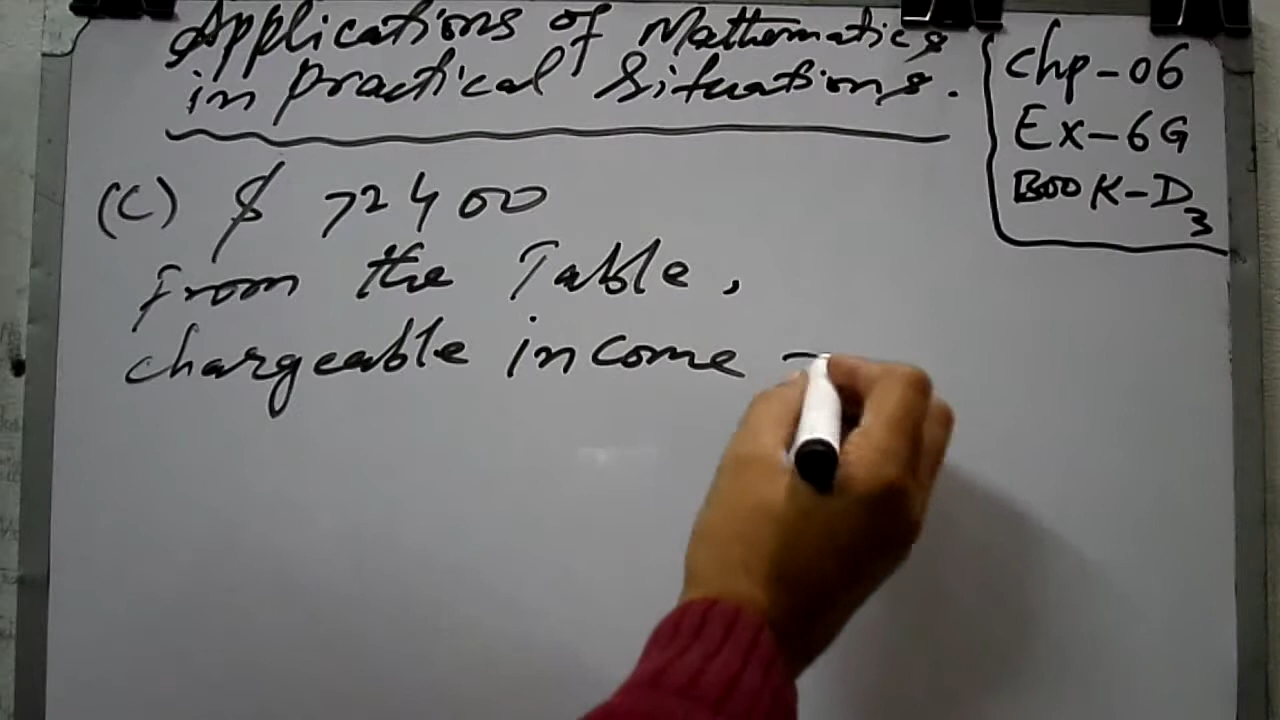 Applications of Mathematics
in practical Situations.
Chp-06
Ex-6G
BOOK-D3
(C) $ 72400
From the Table,
chargeable income =